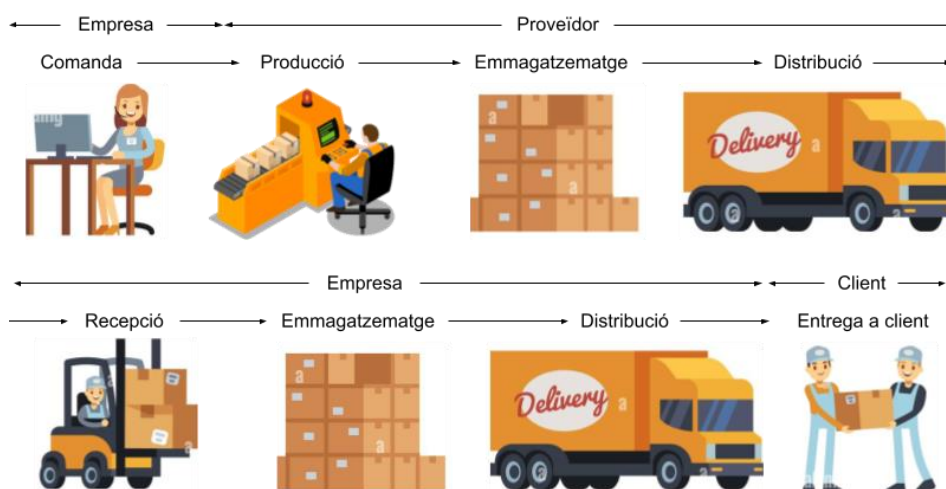 Empresa Proveïdor
Comanda Producció Emmagatzematge Distribució
Delivery
Empresa Client
Recepció Emmagatzematge Distribució Entrega a client
Delivery